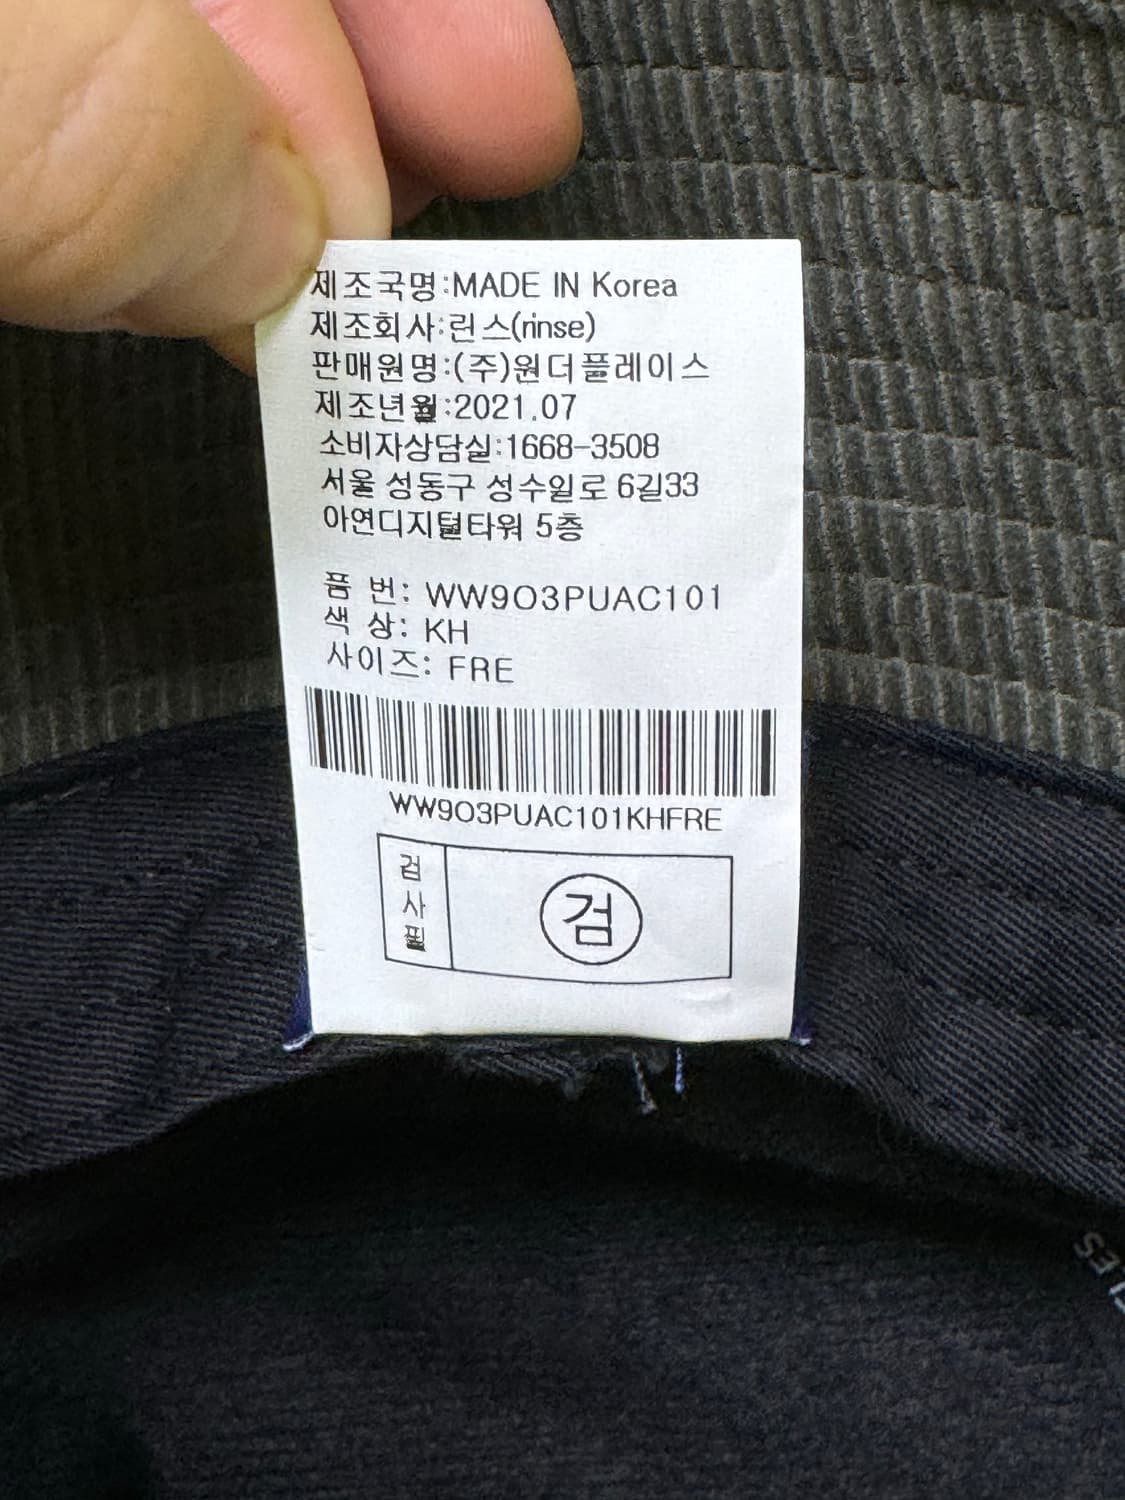 제조국명:MADE IN Korea
제조회사:린스(rinse)
판매원명:(주)원더플레이스
제조년월:2021.07
소비자상담실:1668-3508
서울 성동구 성수일로 6길33
아연디지털타워 5층
품 번: WW9O3PUAC101
색 상: KH
사이즈: FRE
WW9O3PUAC101KHFRE
검사필
검